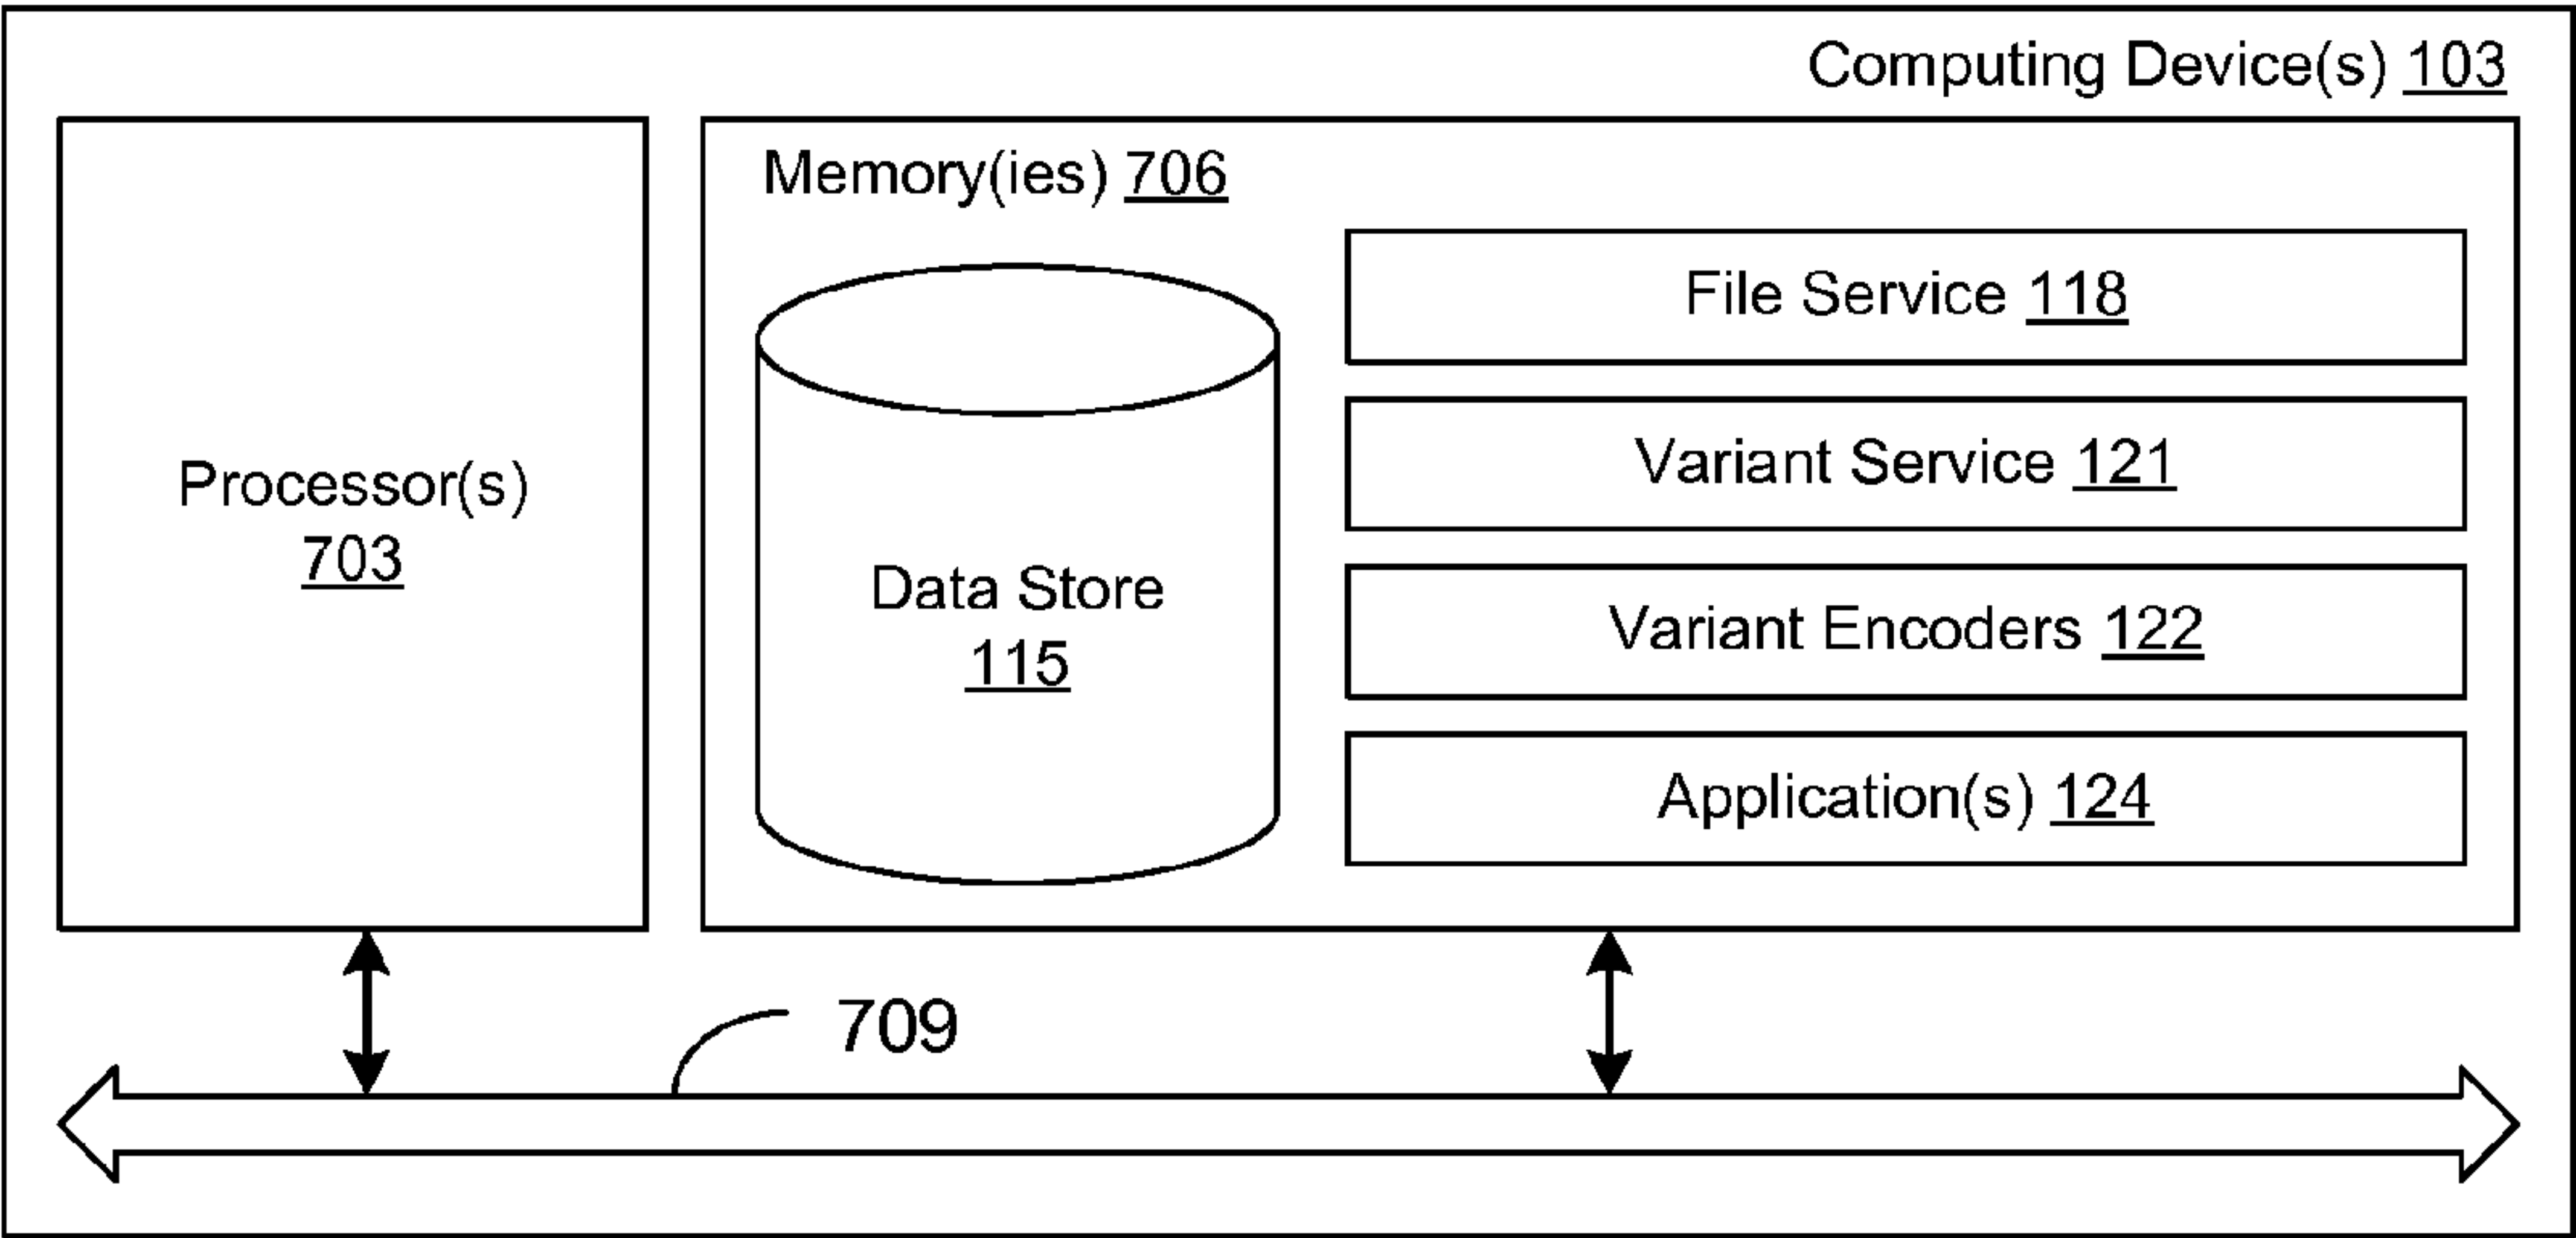 Computing Device(s) 103
Memory(ies) 706
Processor(s)
703
Data Store
115
File Service 118
Variant Service 121
Variant Encoders 122
Application(s) 124
709